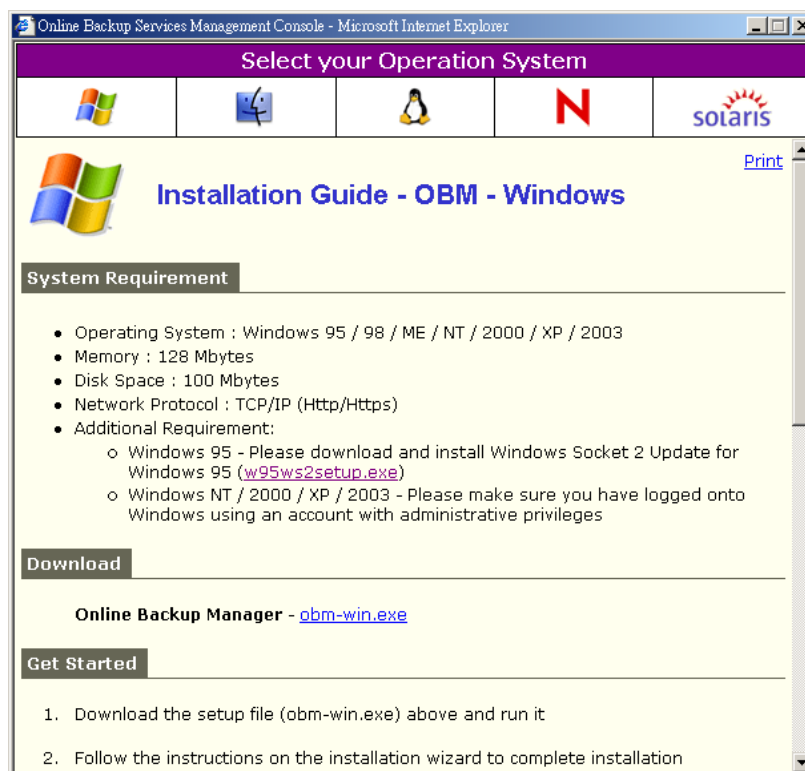 Online Backup Services Management Console - Microsoft Internet Explorer
Select your Operation System
N
solaris
Print
Installation Guide - OBM - Windows
System Requirement
• Operating System : Windows 95 / 98 / ME / NT / 2000 / XP / 2003
• Memory : 128 Mbytes
• Disk Space : 100 Mbytes
• Network Protocol : TCP/IP (Http/Https)
• Additional Requirement:
o Windows 95 - Please download and install Windows Socket 2 Update for
Windows 95 (w95ws2setup.exe)
o Windows NT / 2000 / XP / 2003 - Please make sure you have logged onto
Windows using an account with administrative privileges
Download
Online Backup Manager - obm-win.exe
Get Started
1. Download the setup file (obm-win.exe) above and run it
2. Follow the instructions on the installation wizard to complete installation